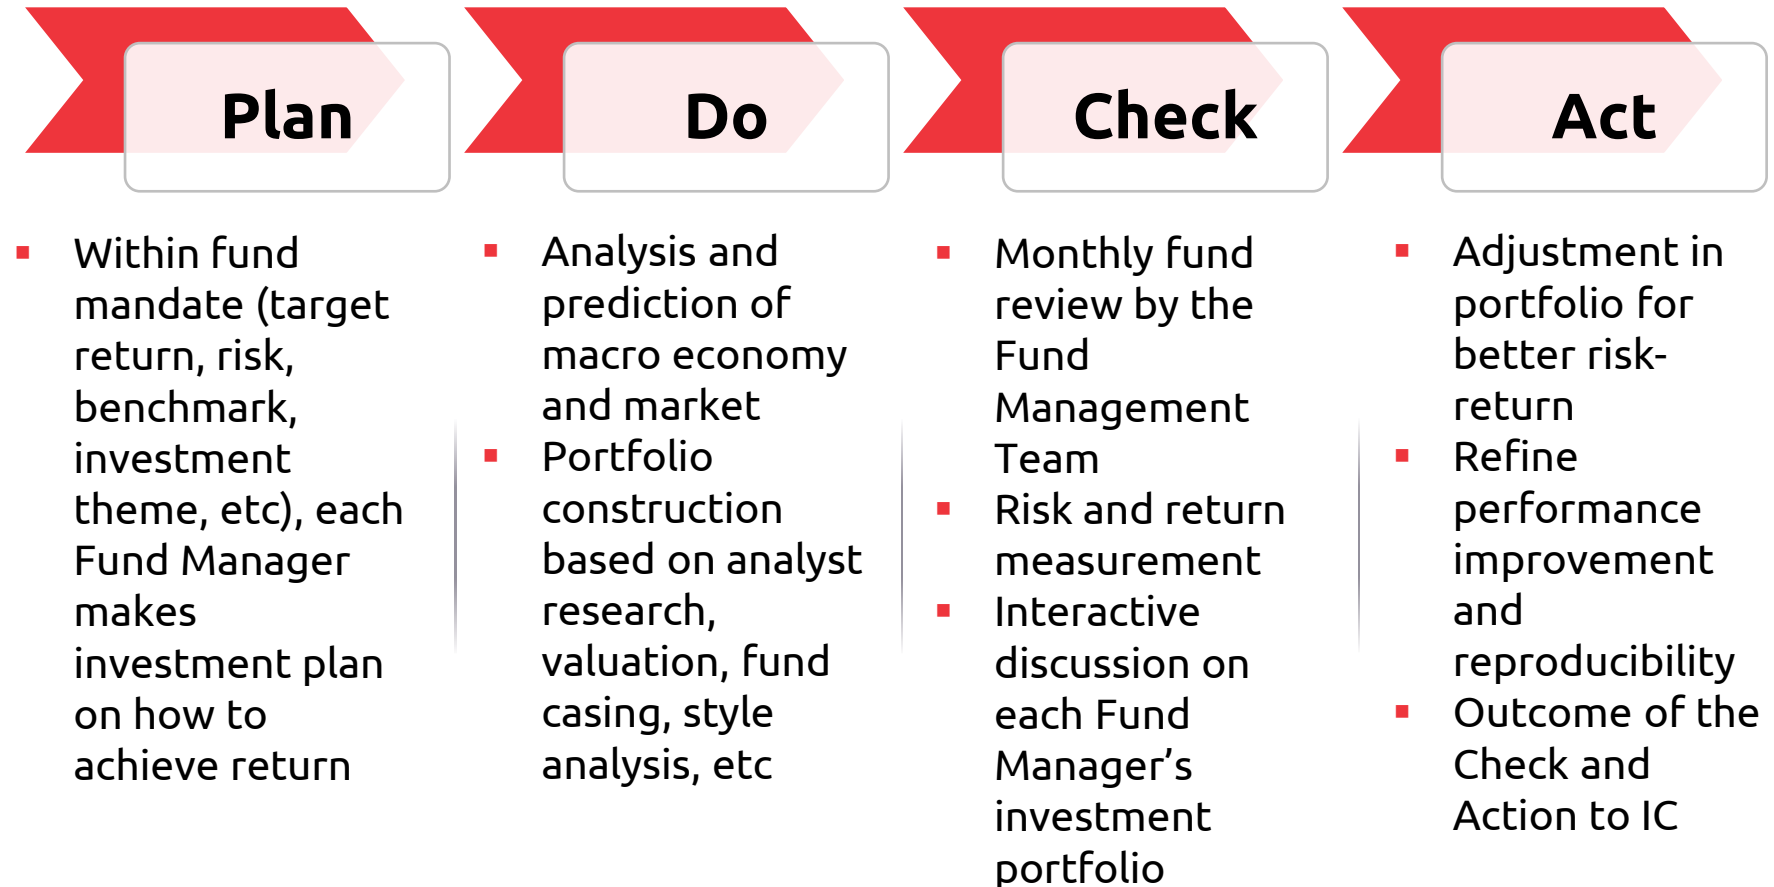 Plan
Within fund
mandate (target
return, risk,
benchmark,
investment
theme, etc), each
Fund Manager
makes
investment plan
on how to
achieve return
Do
Analysis and
prediction of
macro economy
and market
Portfolio
construction
based on analyst
research,
valuation, fund
casing, style
analysis, etc
Check
Monthly fund
review by the
Fund
Management
Team
Risk and return
measurement
Interactive
discussion on
each Fund
Manager’s
investment
portfolio
Act
Adjustment in
portfolio for
better risk-
return
Refine
performance
improvement
and
reproducibility
Outcome of the
Check and
Action to IC